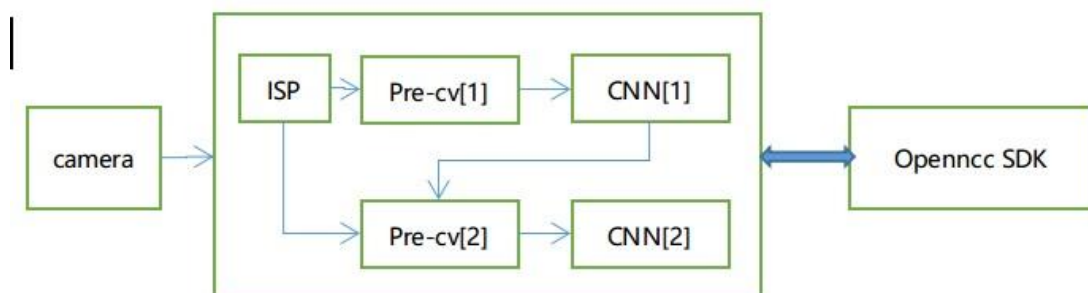 ISP
Pre-cv[1]
CNN[1]
camera
Openncc SDK
Pre-cv[2]
CNN[2]